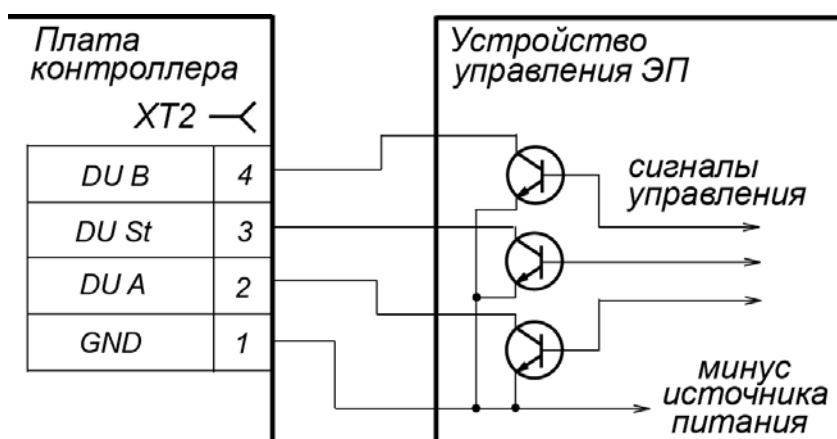 Плата
контроллера
XT2
DU B 4
DU St 3
DU A 2
GND 1
Устройство
управления ЭП
сигналы
управления
минус
источника
питания